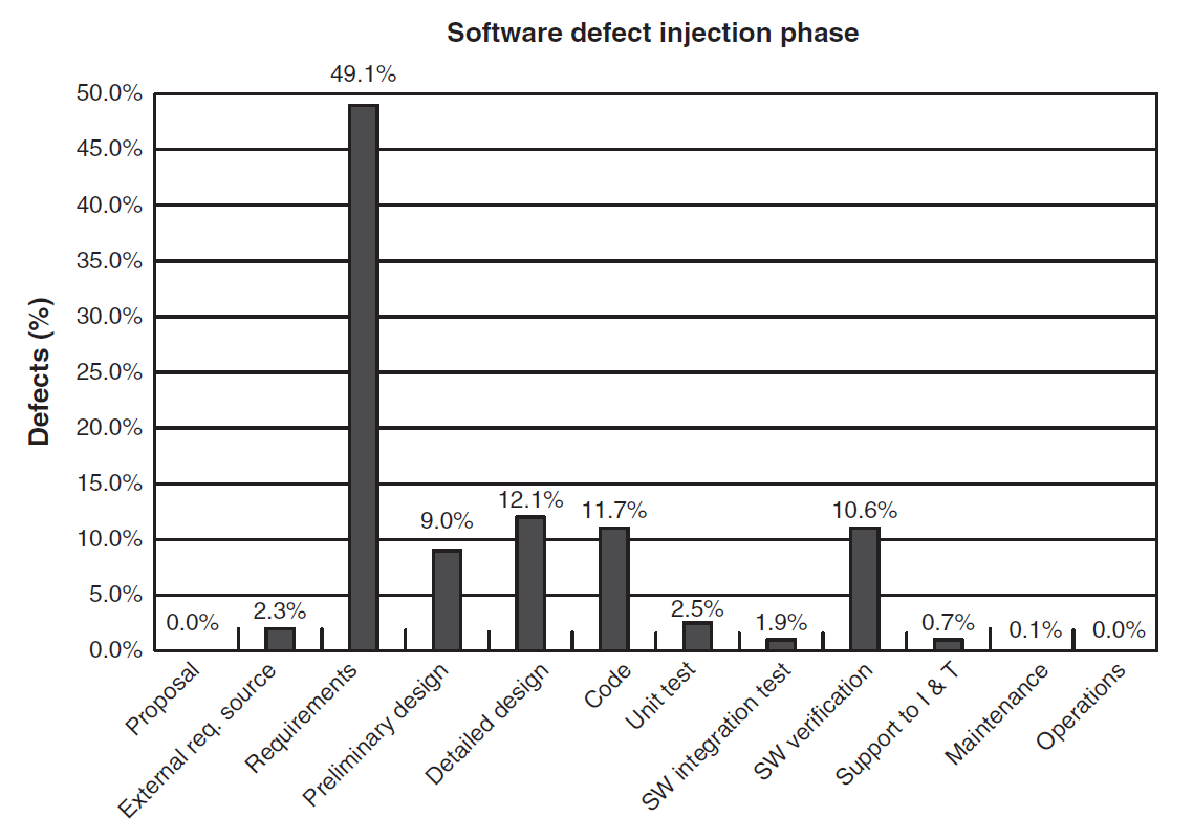 Software defect injection phase
49.1%
50.0%
45.0%
40.0%
35.0%
30.0%
25.0%
20.0%
15.0%
10.0%
5.0%
0.0%
Defects (%)
0.0%
2.3%
9.0%
12.1%
11.7%
2.5%
1.9%
10.6%
0.7%
0.1%
0.0%
Proposal
External req. source
Requirements
Preliminary design
Detailed design
Code
Unit test
SW integration test
SW verification
Support to I & T
Maintenance
Operations